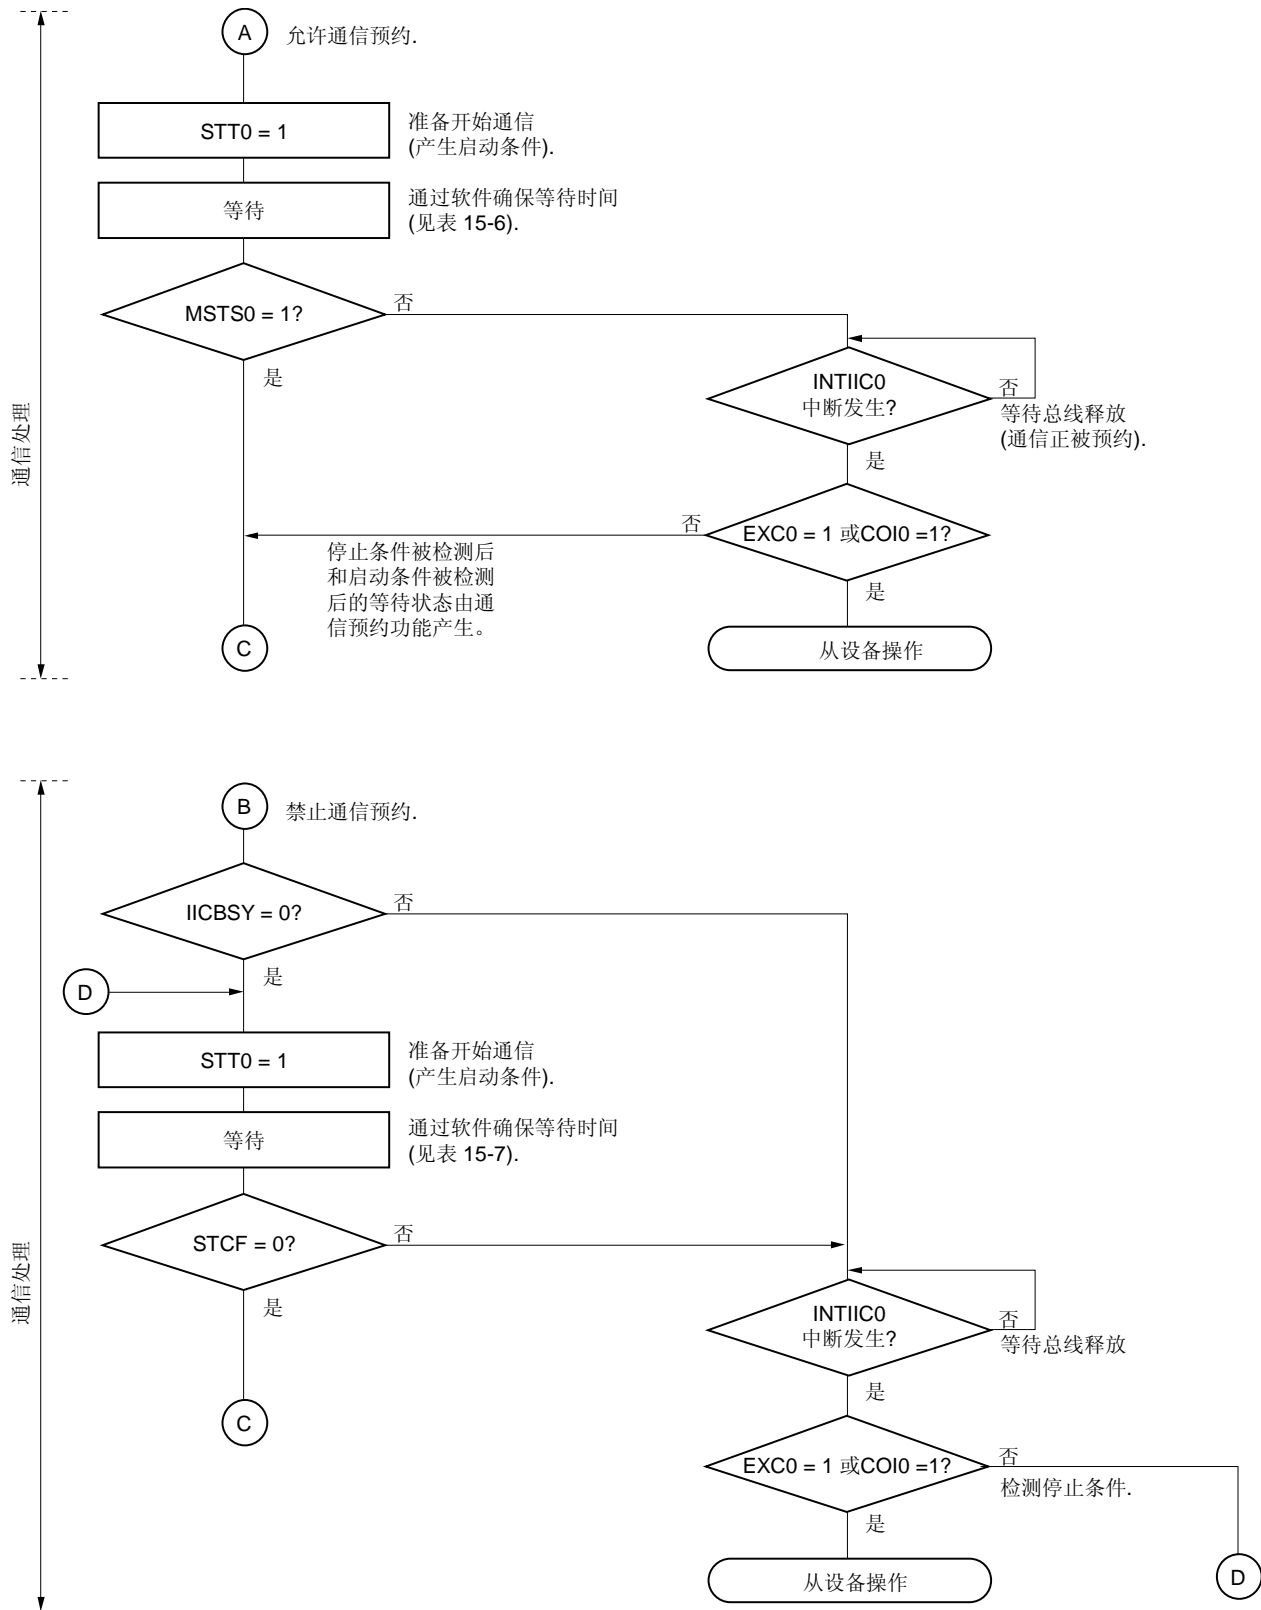 A
允许通信预约.
STT0 = 1
准备开始通信
(产生启动条件).
等待
通过软件确保等待时间
(见表 15-6).
MSTS0 = 1?
否
是
INTIIC0
中断发生?
否
等待总线释放
(通信正被预约).
是
EXC0 = 1 或COI0 =1?
否
停止条件被检测后
和启动条件被检测
后的等待状态由通
信预约功能产生。
是
C
从设备操作
通信处理
B
禁止通信预约.
IICBSY = 0?
否
是
D
STT0 = 1
准备开始通信
(产生启动条件).
等待
通过软件确保等待时间
(见表 15-7).
STCF = 0?
否
是
INTIIC0
中断发生?
否
等待总线释放
是
C
EXC0 = 1 或COI0 =1?
否
检测停止条件.
是
从设备操作
D
通信处理